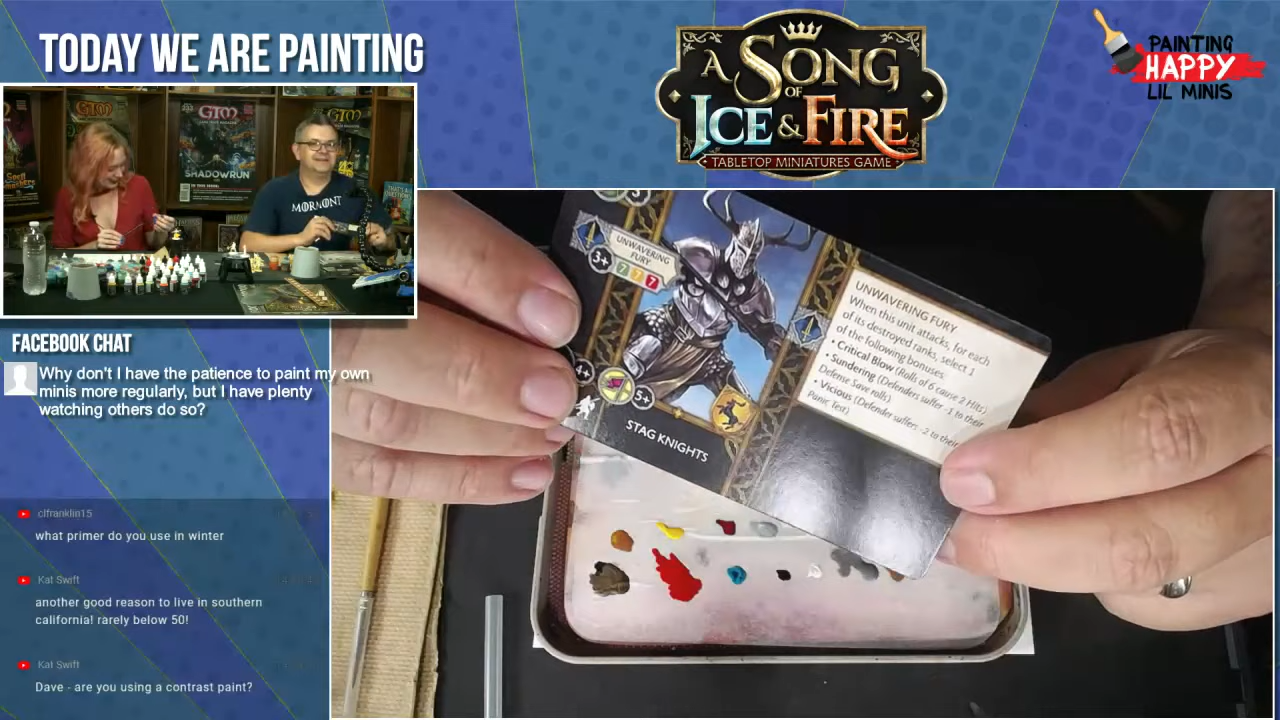 TODAY WE ARE PAINTING
A SONG
OF
ICE & FIRE
TABLETOP MINIATURES GAME
PAINTING
HAPPY
LIL MINIS
GTM
SHADOWRUN
GTM
MORMONT
FACEBOOK CHAT
Why don't I have the patience to paint my own
minis more regularly, but I have plenty
watching others do so?
clfranklin15
what primer do you use in winter
Kat Swift
another good reason to live in southern
california! rarely below 50!
Kat Swift
Dave - are you using a contrast paint?
UNWAVERING
FURY
3+
7 7 7
5+
STAG KNIGHTS
UNWAVERING FURY
When this unit attacks, for each
of its destroyed ranks, select 1
of the following bonuses
• Critical Blow (Rolls of 6 cause 2 Hits)
• Sundering (Defenders suffer -1 to their
Defense Save rolls)
• Vicious (Defender suffers -2 to their
Panic Test)